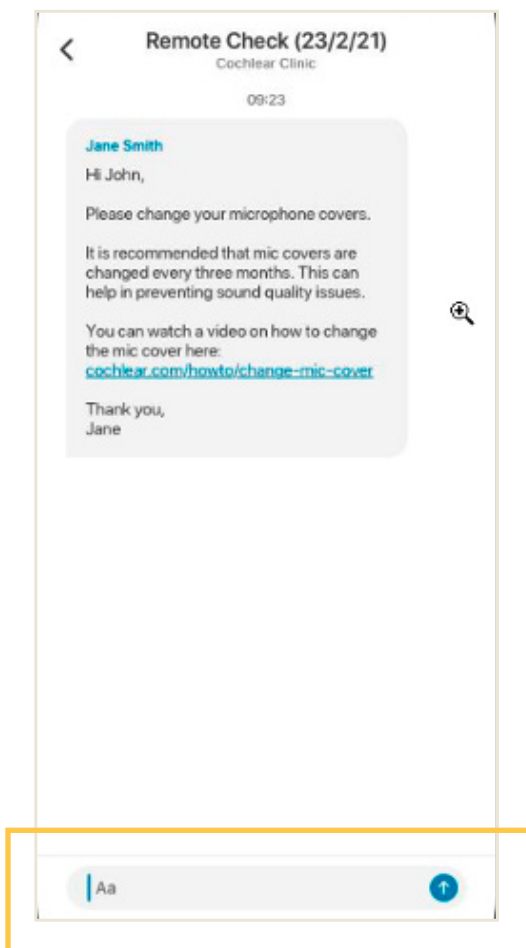 Remote Check (23/2/21)
Cochlear Clinic
09:23
Jane Smith
Hi John,
Please change your microphone covers.
It is recommended that mic covers are
changed every three months. This can
help in preventing sound quality issues.
You can watch a video on how to change
the mic cover here:
cochlear.com/howto/change-mic-cover
Thank you,
Jane
Aa